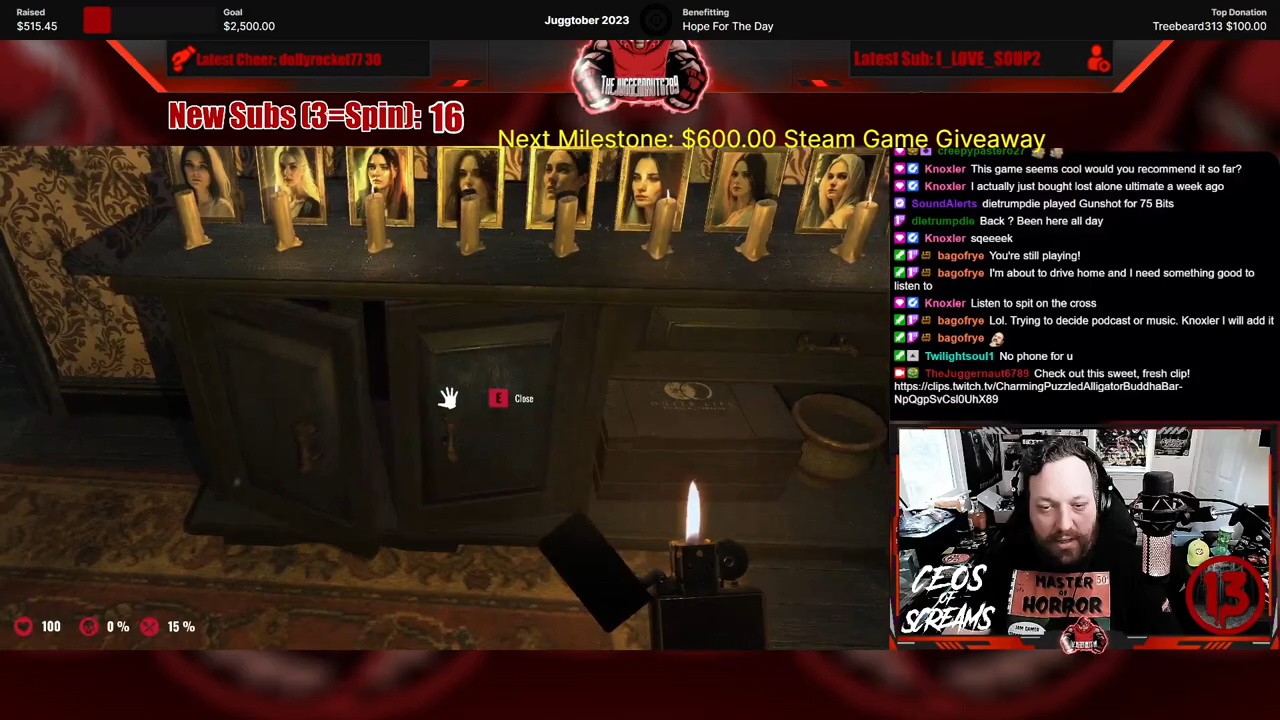 Raised
$515.45
Goal
$2,500.00
Juggtober 2023
Benefitting
Hope For The Day
Top Donation
Treebeard313 $100.00
Latest Cheer: dollyrocket77 30
THEJUGGERNAUT6789
Latest Sub: I_LOVE_SOUP2
New Subs (3=Spin): 16
Next Milestone: $600.00 Steam Game Giveaway
creepypastero27
Knoxler This game seems cool would you recommend it so far?
Knoxler I actually just bought lost alone ultimate a week ago
SoundAlerts dietrumpdie played Gunshot for 75 Bits
dietrumpdie Back ? Been here all day
Knoxler sqeeeek
bagofrye You're still playing!
bagofrye I'm about to drive home and I need something good to
listen to
Knoxler Listen to spit on the cross
bagofrye Lol. Trying to decide podcast or music. Knoxler I will add it
bagofrye
Twilightsoul1 No phone for u
TheJuggernaut6789 Check out this sweet, fresh clip!
https://clips.twitch.tv/CharmingPuzzledAlligatorBuddhaBar-
NpQgpSvCsl0UhX89
E Close
CEOS
OF
SCREAMS
MASTER
OF
HORROR
13
100 0 % 15 %